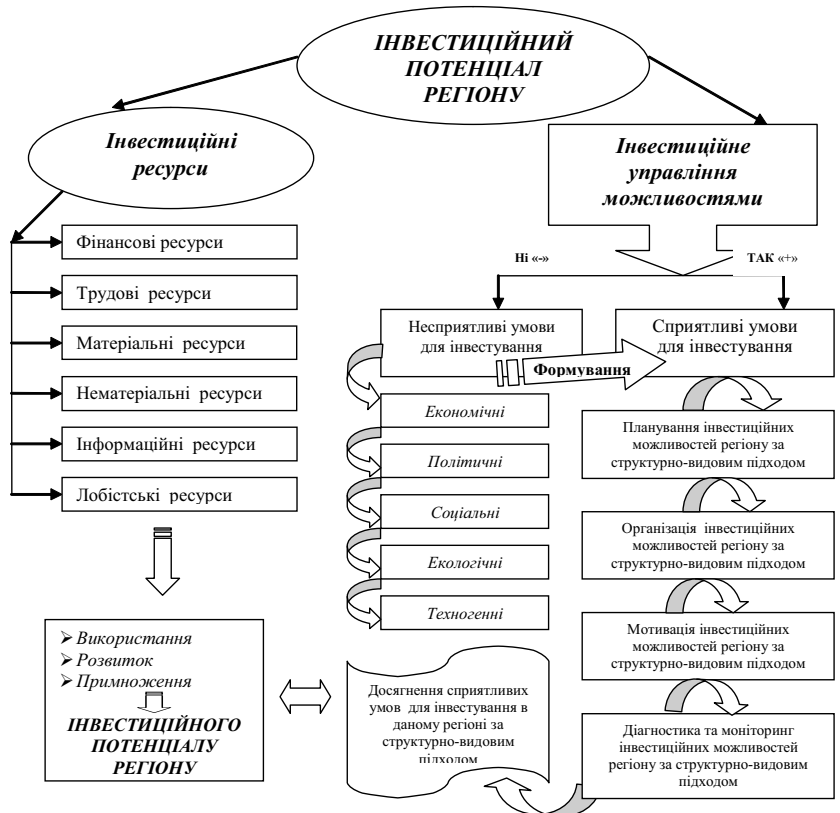 ІНВЕСТИЦІЙНИЙ
ПОТЕНЦІАЛ
РЕГІОНУ
Інвестиційні
ресурси
Інвестиційне
управління
можливостями
Фінансові ресурси
Трудові ресурси
Матеріальні ресурси
Нематеріальні ресурси
Інформаційні ресурси
Лобістські ресурси
Ні «-»
ТАК «+»
Несприятливі умови
для інвестування
Сприятливі умови
для інвестування
Формування
Економічні
Політичні
Соціальні
Екологічні
Техногенні
Планування інвестиційних
можливостей регіону за
структурно-видовим підходом
Організація інвестиційних
можливостей регіону за
структурно-видовим підходом
Мотивація інвестиційних
можливостей регіону за
структурно-видовим підходом
Діагностика та моніторинг
інвестиційних можливостей
регіону за структурно-видовим
підходом
Досягнення сприятливих
умов для інвестування в
даному регіоні за
структурно-видовим
підходом
Використання
Розвиток
Примноження
ІНВЕСТИЦІЙНОГО
ПОТЕНЦІАЛУ
РЕГІОНУ